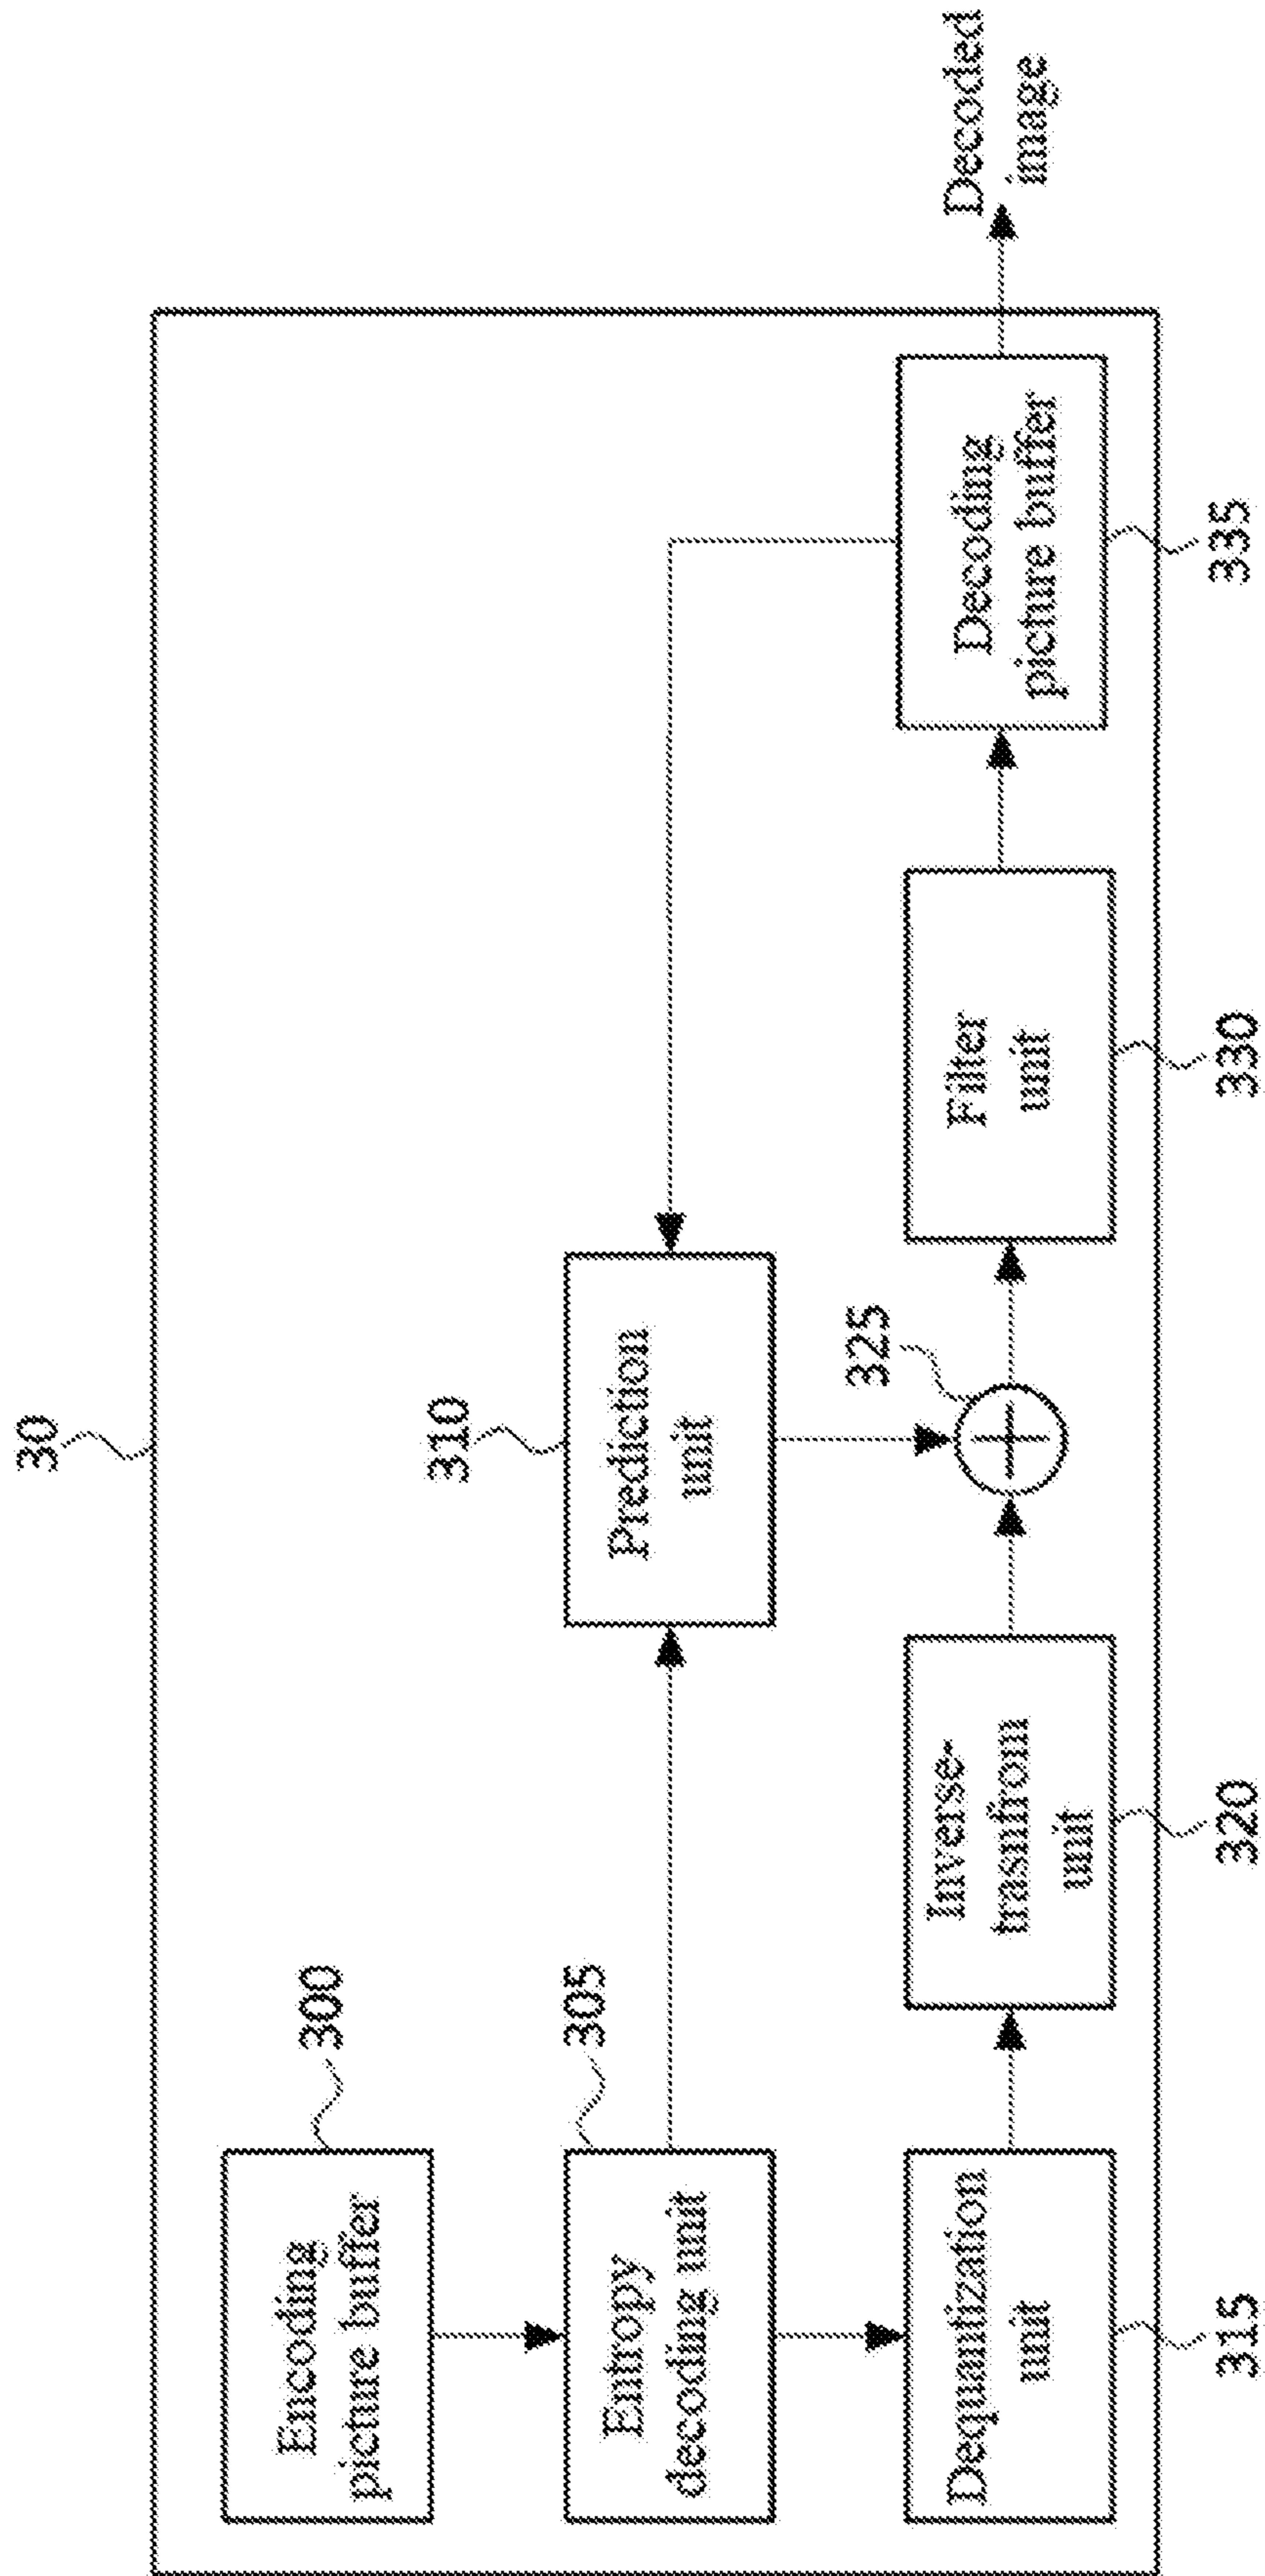 30
Encoding
picture buffer
300
Entropy
decoding unit
305
310
Prediction
unit
325
Dequantization
unit
315
Inverse-
trasnfrom
unit
320
Filter
unit
330
Decoding
picture buffer
335
Decoded
image